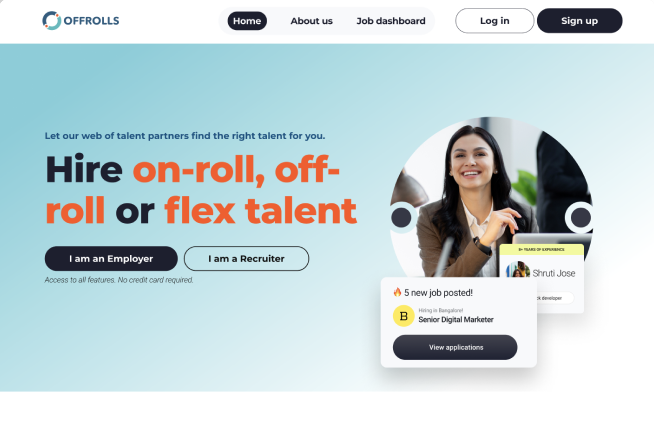 OFFROLLS
Home
About us
Job dashboard
Log in
Sign up
Let our web of talent partners find the right talent for you.
Hire on-roll, off-
roll or flex talent
I am an Employer
I am a Recruiter
Access to all features. No credit card required.
8+ YEARS OF EXPERIENCE
Shruti Jose
ck developer
🔥 5 new job posted!
B
Hiring in Bangalore!
Senior Digital Marketer
View applications